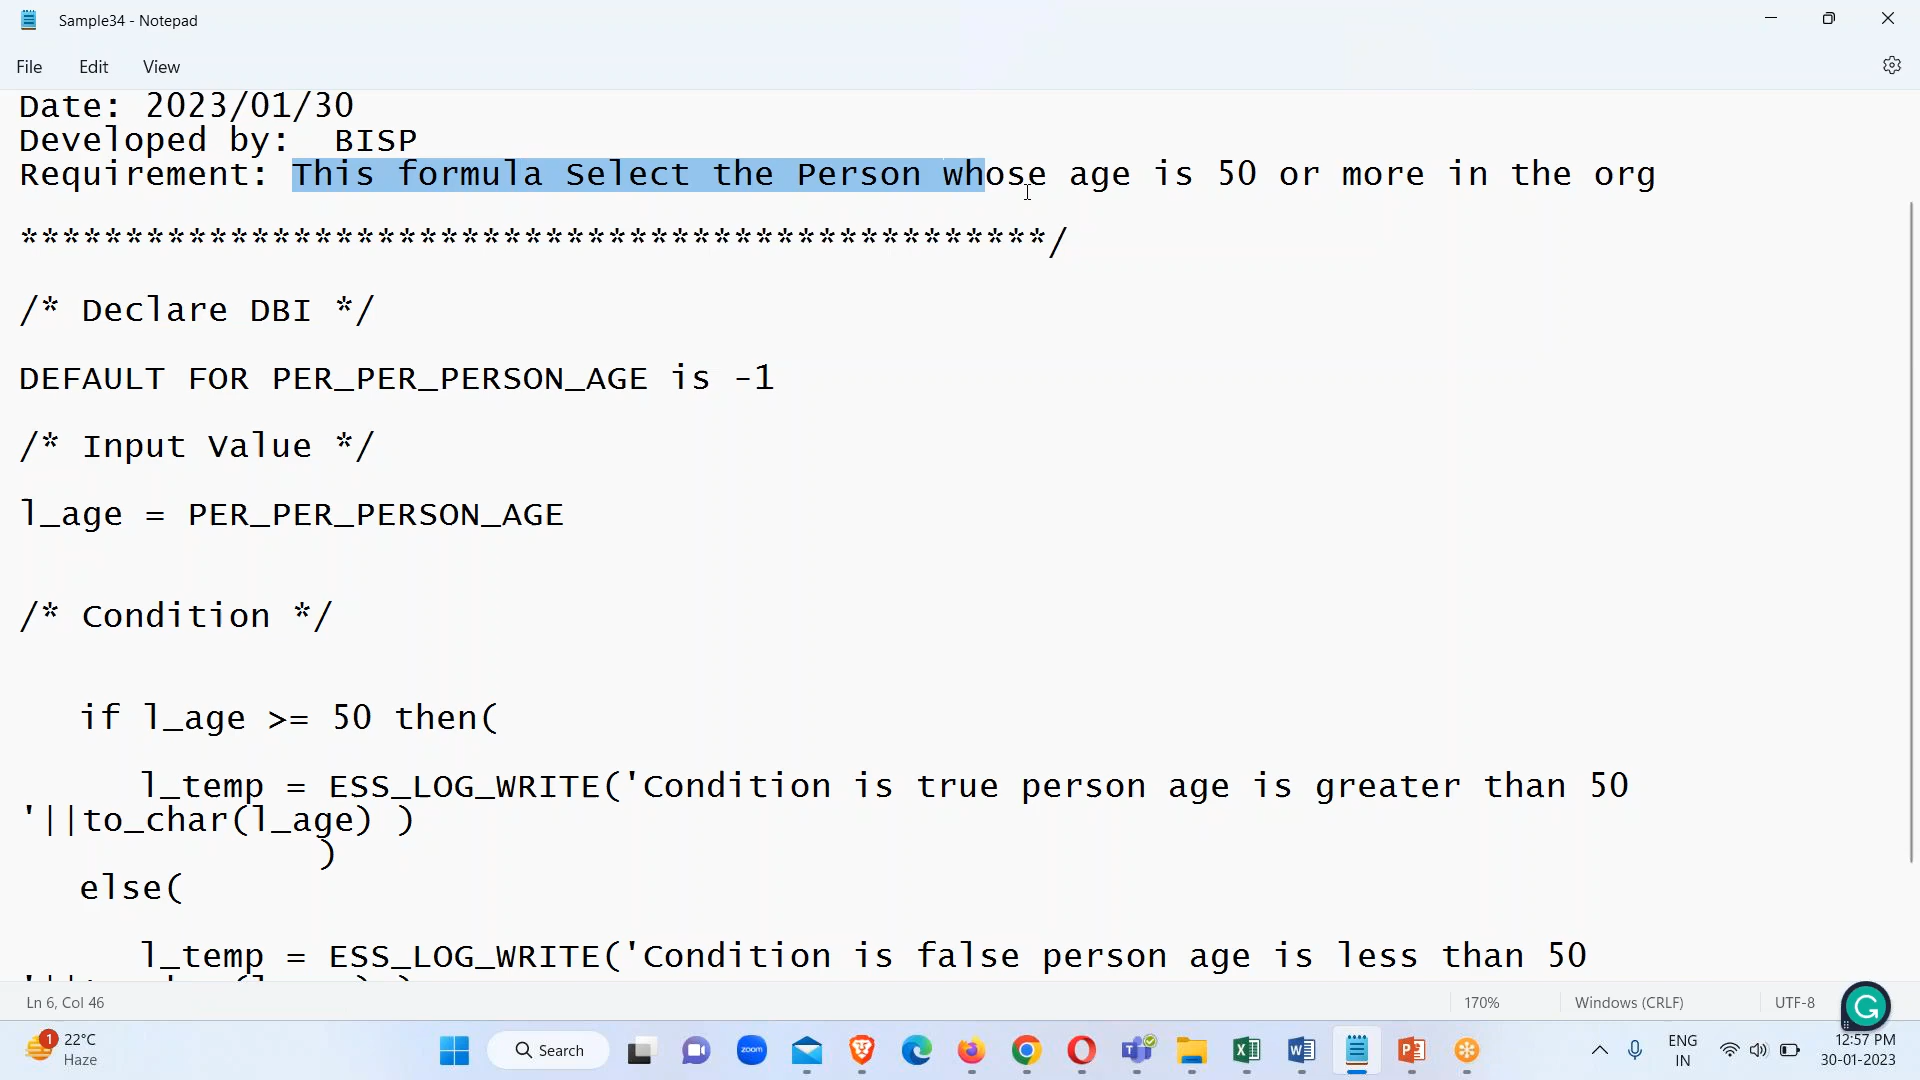 Sample34 - Notepad
File Edit View
Date: 2023/01/30
Developed by:  BISP
Requirement: This formula Select the Person whose age is 50 or more in the org
*************************************************/
/* Declare DBI */
DEFAULT FOR PER_PER_PERSON_AGE is -1
/* Input Value */
l_age = PER_PER_PERSON_AGE
/* Condition */
if l_age >= 50 then(
l_temp = ESS_LOG_WRITE('Condition is true person age is greater than 50
'||to_char(l_age) )
)
else(
l_temp = ESS_LOG_WRITE('Condition is false person age is less than 50
Ln 6, Col 46 170% Windows (CRLF) UTF-8
1 22°C
Haze
Search
zoom
ENG
IN
12:57 PM
30-01-2023